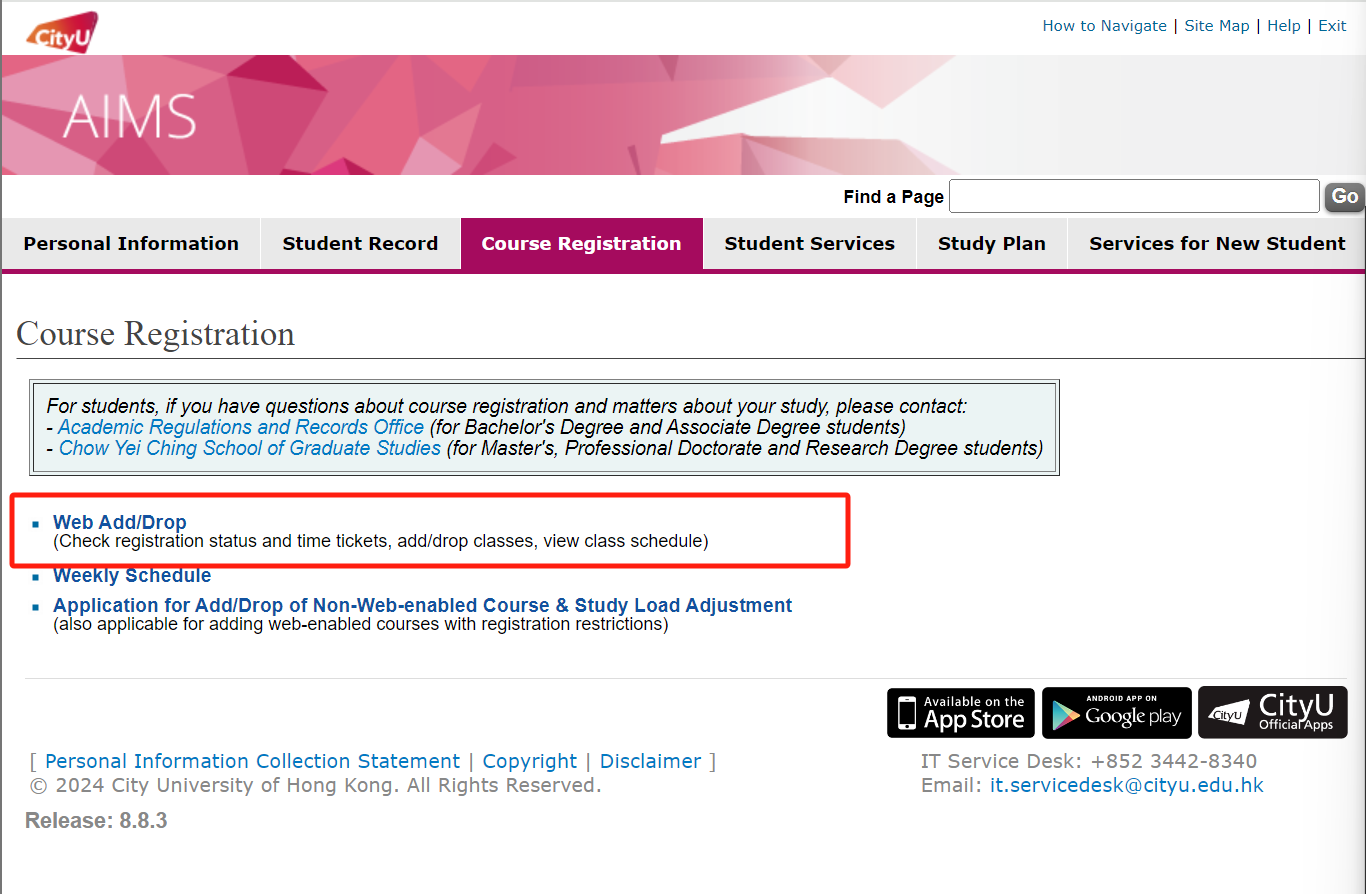 CityU
How to Navigate | Site Map | Help | Exit
AIMS
Find a Page
Go
Personal Information
Student Record
Course Registration
Student Services
Study Plan
Services for New Student
Course Registration
For students, if you have questions about course registration and matters about your study, please contact:
- Academic Regulations and Records Office (for Bachelor's Degree and Associate Degree students)
- Chow Yei Ching School of Graduate Studies (for Master's, Professional Doctorate and Research Degree students)
Web Add/Drop
(Check registration status and time tickets, add/drop classes, view class schedule)
Weekly Schedule
Application for Add/Drop of Non-Web-enabled Course & Study Load Adjustment
(also applicable for adding web-enabled courses with registration restrictions)
Available on the
App Store
ANDROID APP ON
Google play
CityU
CityU
Official Apps
[ Personal Information Collection Statement | Copyright | Disclaimer ]
© 2024 City University of Hong Kong. All Rights Reserved.
IT Service Desk: +852 3442-8340
Email: it.servicedesk@cityu.edu.hk
Release: 8.8.3